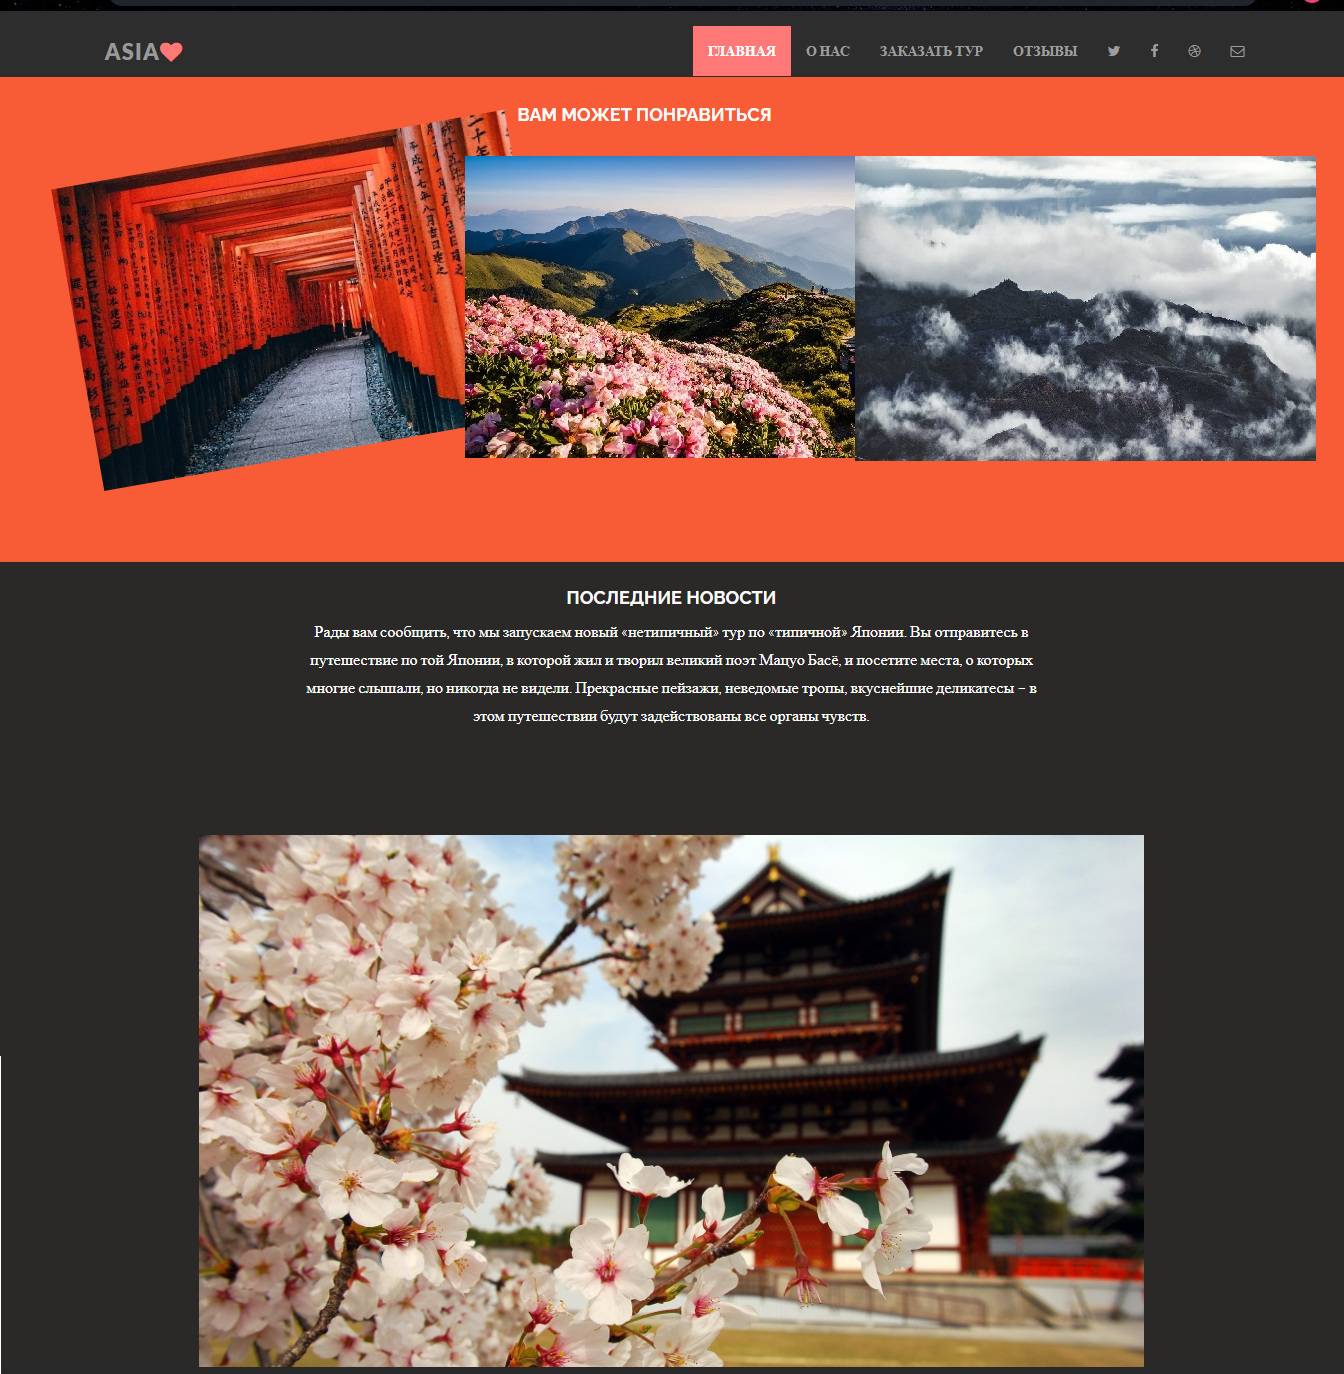 ASIA
ГЛАВНАЯ О НАС ЗАКАЗАТЬ ТУР ОТЗЫВЫ
ВАМ МОЖЕТ ПОНРАВИТЬСЯ
ПОСЛЕДНИЕ НОВОСТИ
Рады вам сообщить, что мы запускаем новый «нетипичный» тур по «типичной» Японии. Вы отправитесь в
путешествие по той Японии, в которой жил и творил великий поэт Мацуо Басё, и посетите места, о которых
многие слышали, но никогда не видели. Прекрасные пейзажи, неведомые тропы, вкуснейшие деликатесы – в
этом путешествии будут задействованы все органы чувств.